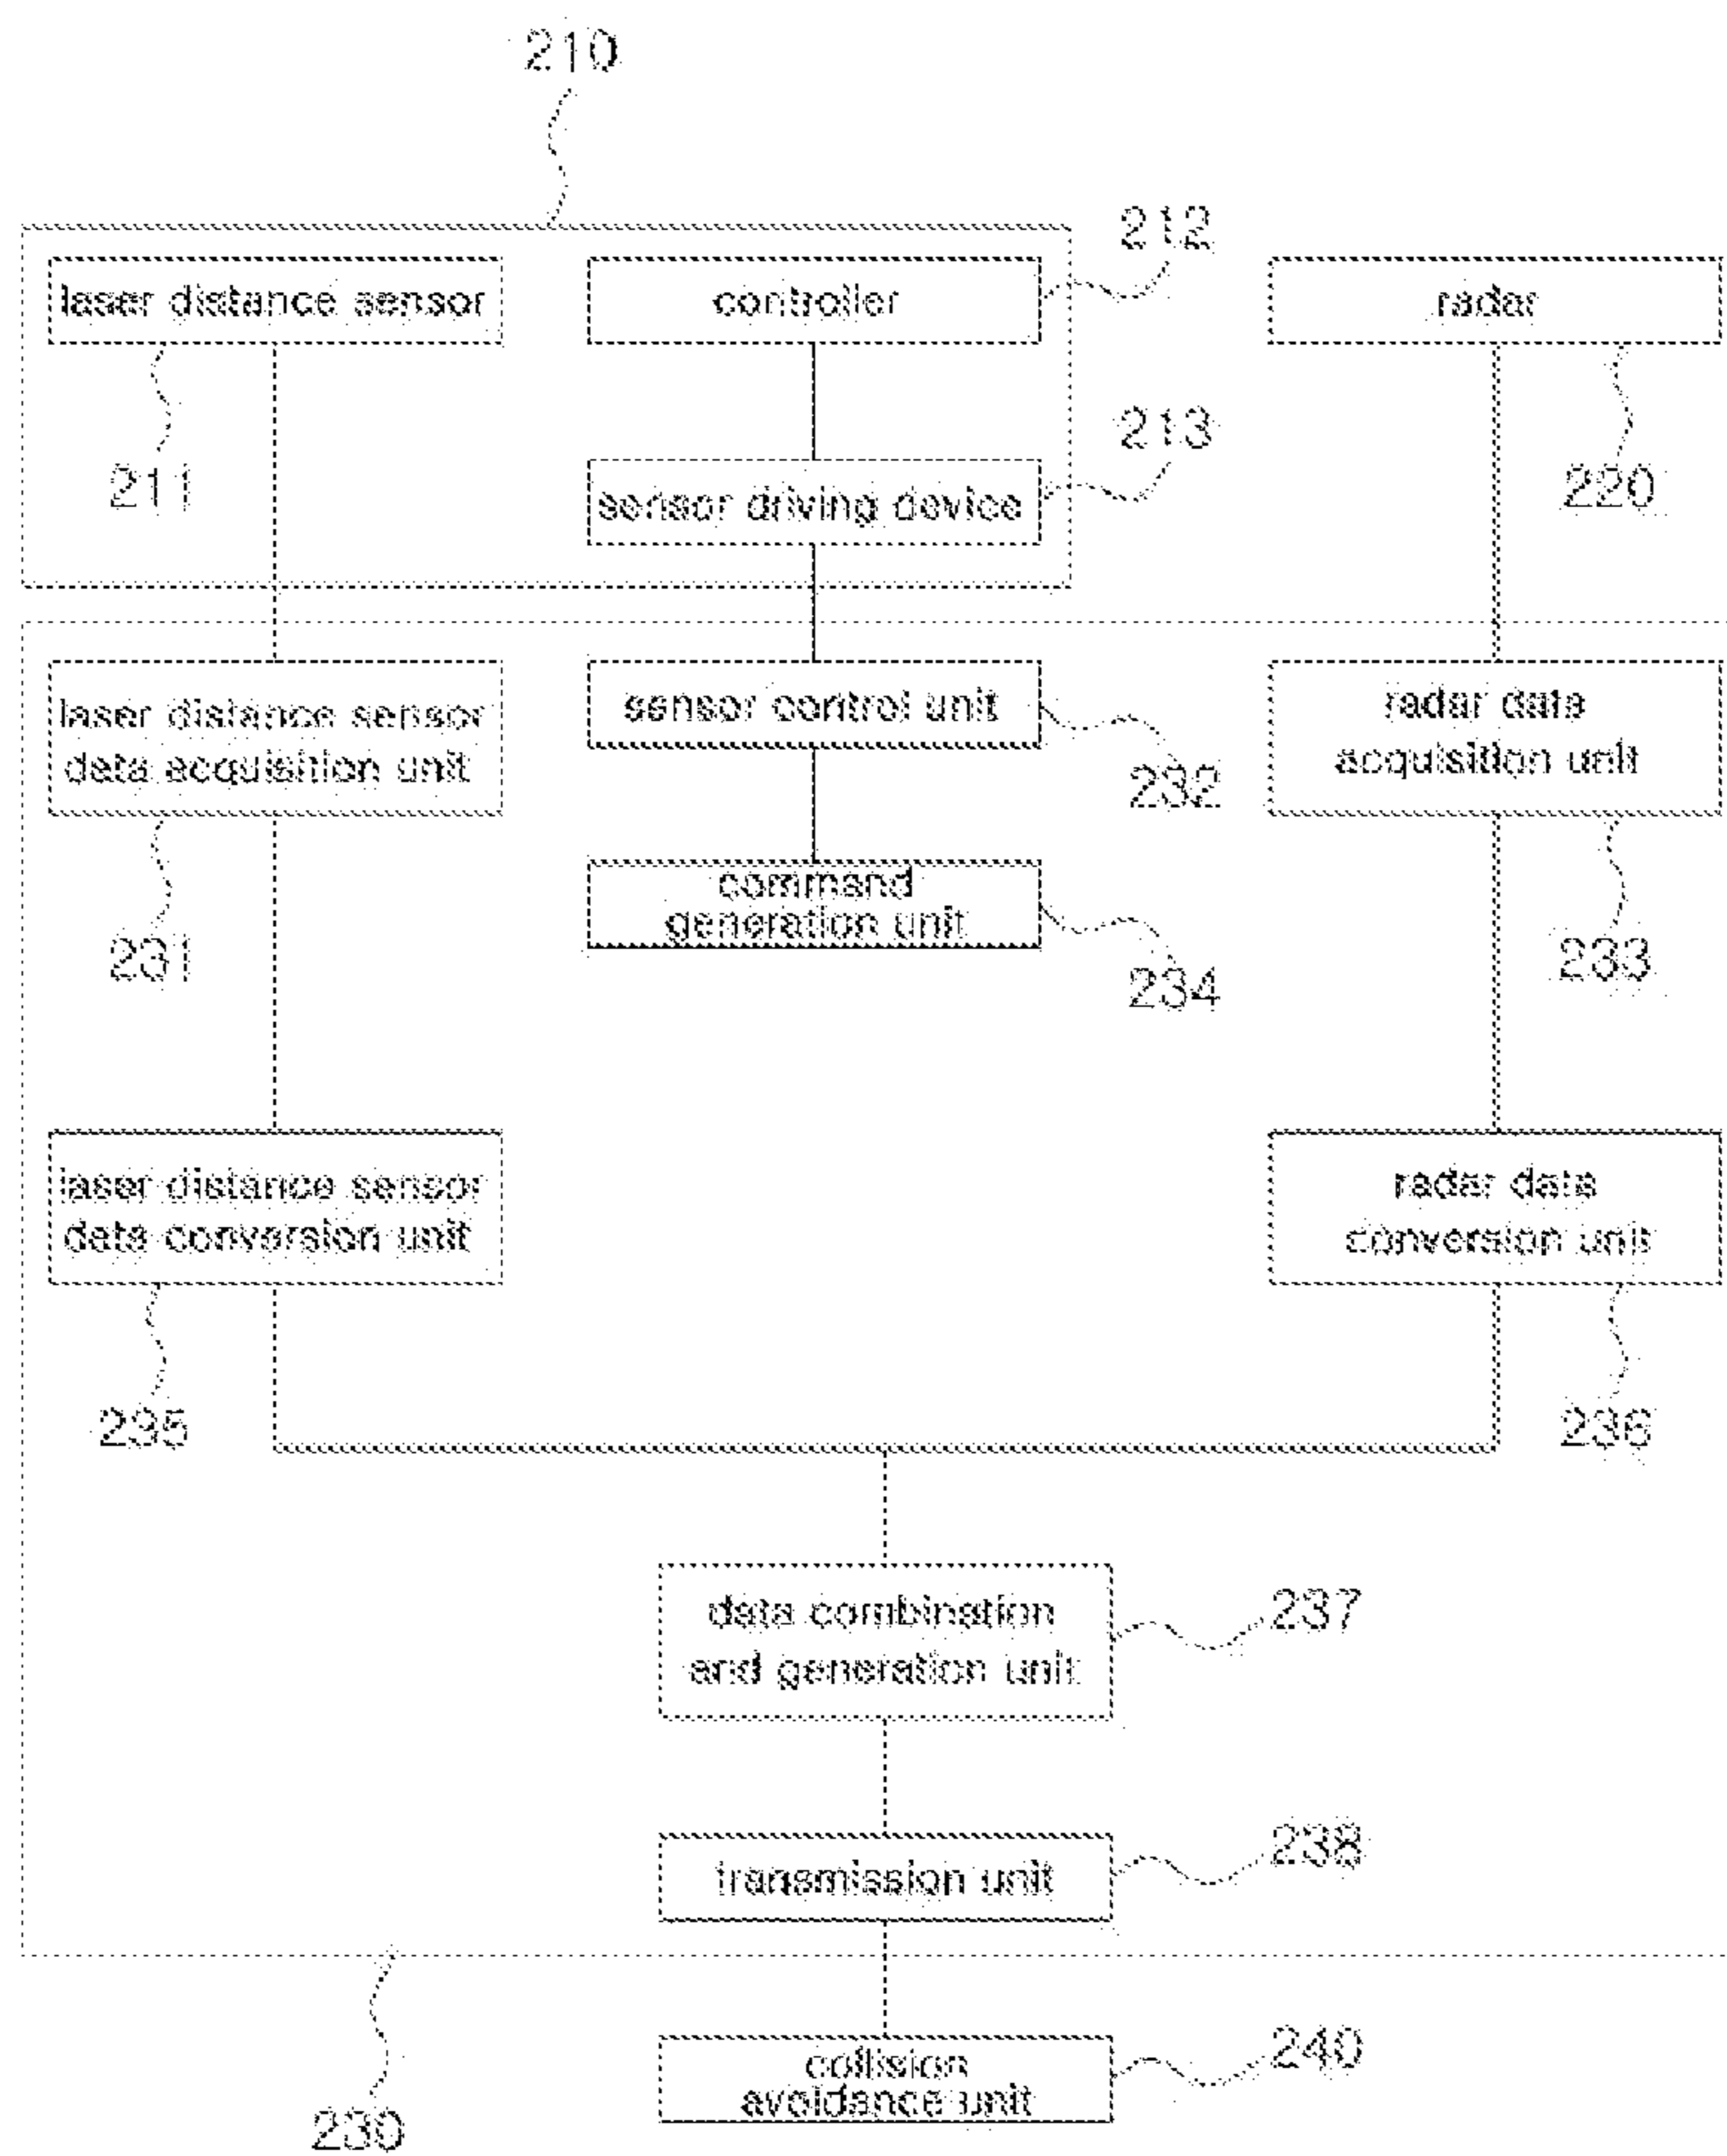 210
212
laser distance sensor
controller
radar
213
211
sensor driving device
220
laser distance sensor
data acquisition unit
sensor control unit
radar data
acquisition unit
232
command
generation unit
231
233
234
laser distance sensor
data conversion unit
radar data
conversion unit
235
236
data combination
and generation unit
237
transmission unit
238
collision
avoidance unit
240
230